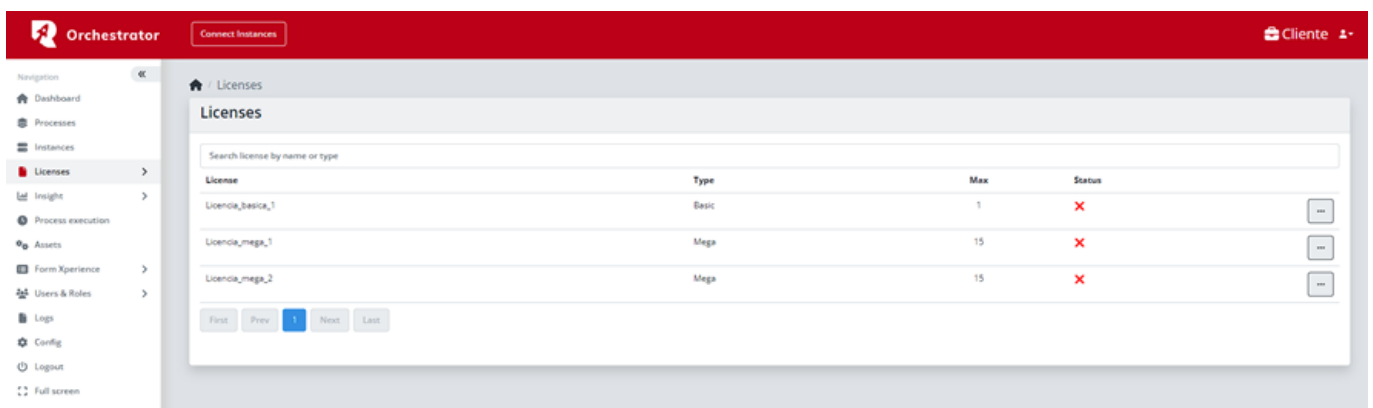 Orchestrator Connect Instances Cliente
Navigation
Dashboard
Processes
Instances
Licenses
Insight
Process execution
Assets
Form Xperience
Users & Roles
Logs
Config
Logout
Full screen
/ Licenses
Licenses
Search license by name or type
License Type Max Status
Licencia_basica_1 Basic 1
Licencia_mega_1 Mega 15
Licencia_mega_2 Mega 15
First Prev 1 Next Last